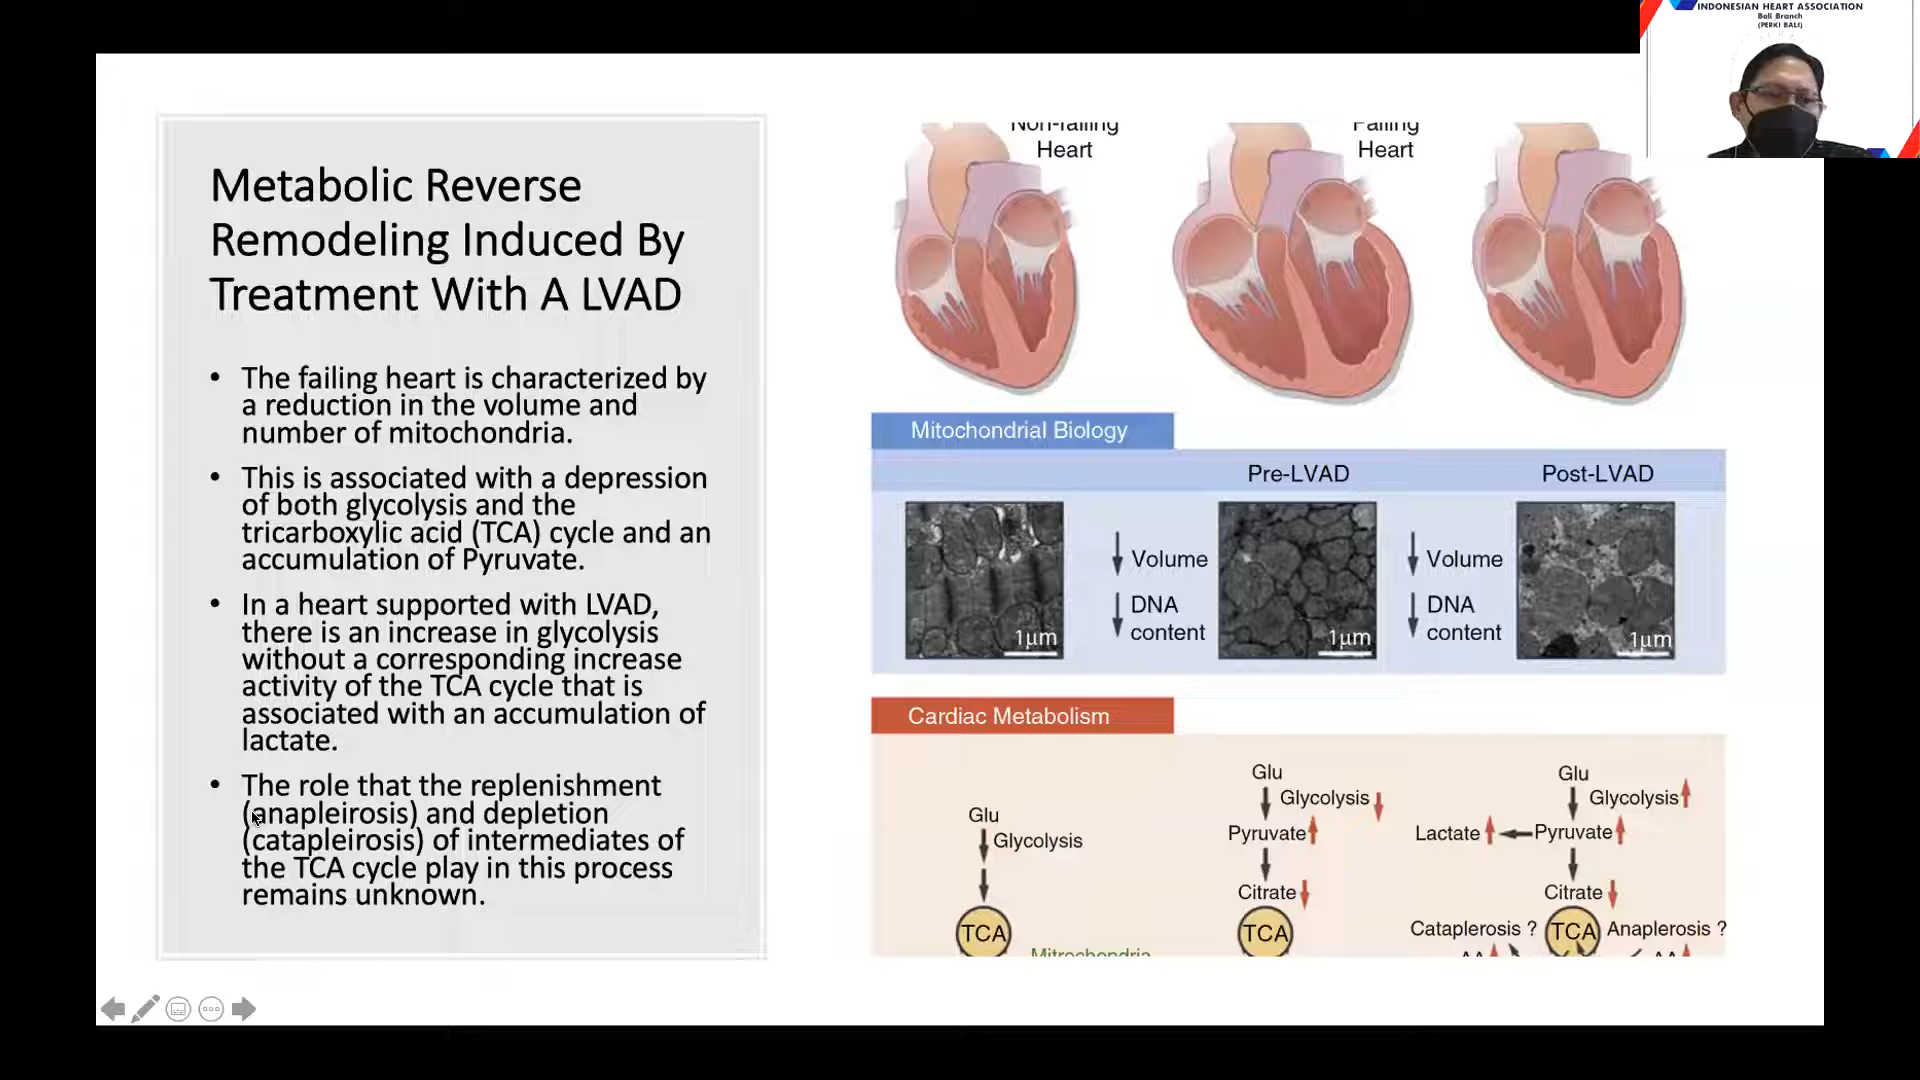 INDONESIAN HEART ASSOCIATION
Bali Branch
(PERKI BALI)
Metabolic Reverse
Remodeling Induced By
Treatment With A LVAD
• The failing heart is characterized by
a reduction in the volume and
number of mitochondria.
• This is associated with a depression
of both glycolysis and the
tricarboxylic acid (TCA) cycle and an
accumulation of Pyruvate.
• In a heart supported with LVAD,
there is an increase in glycolysis
without a corresponding increase
activity of the TCA cycle that is
associated with an accumulation of
lactate.
• The role that the replenishment
(anapleirosis) and depletion
(catapleirosis) of intermediates of
the TCA cycle play in this process
remains unknown.
Non-failing
Heart
Failing
Heart
Mitochondrial Biology
Pre-LVAD
Post-LVAD
Volume
DNA
content
Volume
DNA
content
1µm
1µm
1µm
Cardiac Metabolism
Glu
Glycolysis
TCA
Mitrochondria
Glu
Glycolysis
Pyruvate
Citrate
TCA
Glu
Glycolysis
Lactate
Pyruvate
Citrate
Cataplerosis ?
TCA
Anaplerosis ?
AA
AA